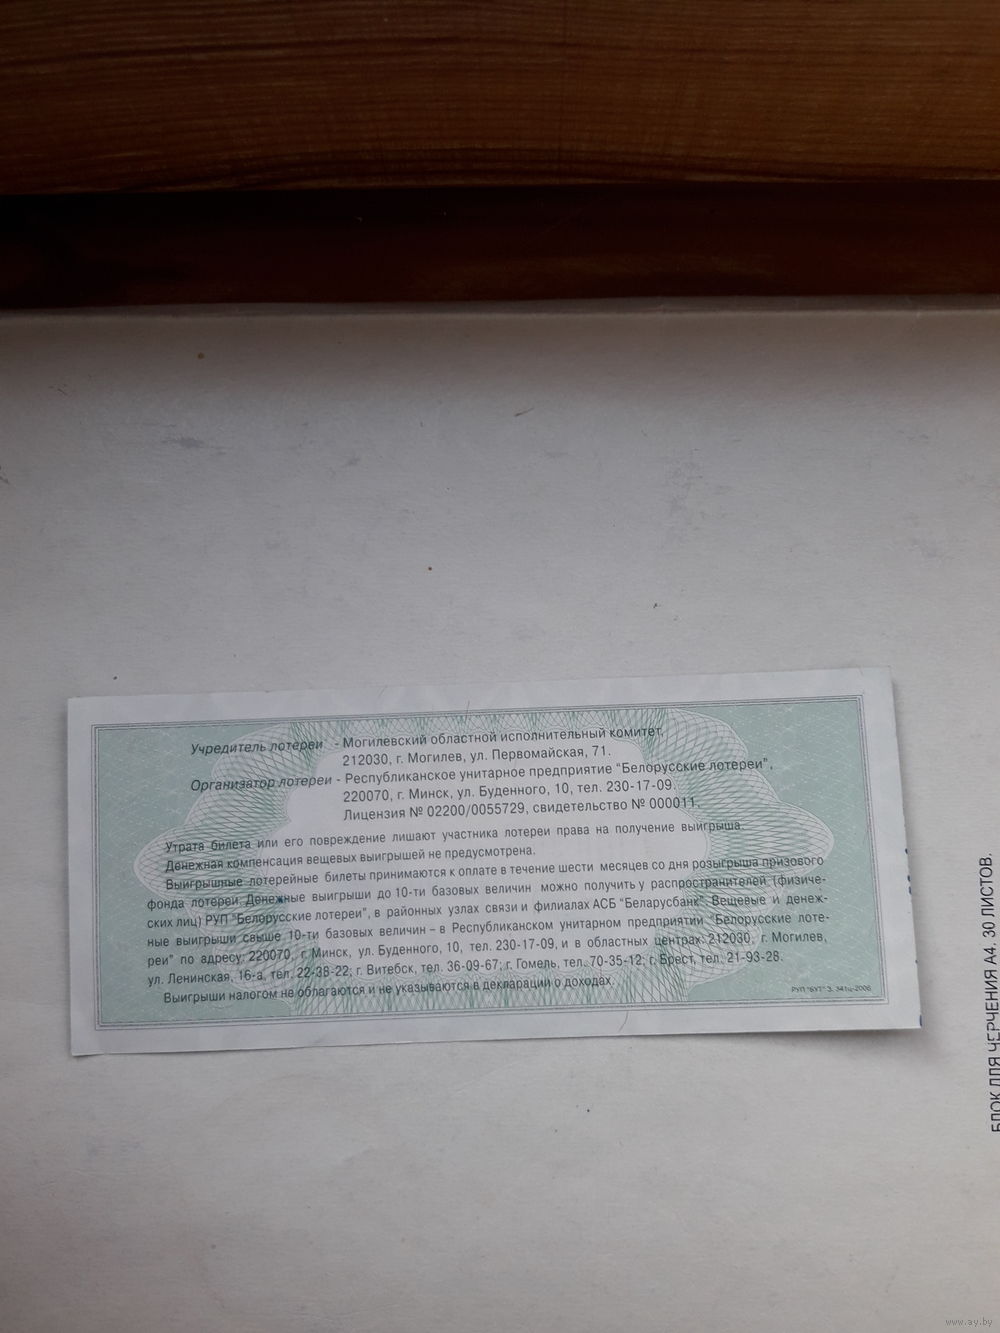 Учредитель лотереи - Могилевский областной исполнительный комитет,
212030, г. Могилев, ул. Первомайская, 71.
Организатор лотереи - Республиканское унитарное предприятие "Белорусские лотереи",
220070, г. Минск, ул. Буденного, 10, тел. 230-17-09.
Лицензия № 02200/0055729, свидетельство № 000011.
Утрата билета или его повреждение лишают участника лотереи права на получение выигрыша.
Денежная компенсация вещевых выигрышей не предусмотрена.
Выигрышные лотерейные билеты принимаются к оплате в течение шести месяцев со дня розыгрыша призового
фонда лотереи. Денежные выигрыши до 10-ти базовых величин можно получить у распространителей (физиче-
ских лиц) РУП "Белорусские лотереи", в районных узлах связи и филиалах АСБ "Беларусбанк". Вещевые и денеж-
ные выигрыши свыше 10-ти базовых величин – в Республиканском унитарном предприятии "Белорусские лоте-
реи" по адресу: 220070, г. Минск, ул. Буденного, 10, тел. 230-17-09, и в областных центрах: 212030, г. Могилев,
ул. Ленинская, 16-а, тел. 22-38-22; г. Витебск, тел. 36-09-67; г. Гомель, тел. 70-35-12; г. Брест, тел. 21-93-28.
Выигрыши налогом не облагаются и не указываются в декларации о доходах.
РУП "БУТ" З. 341ц-2006
БЛОК ДЛЯ ЧЕРЧЕНИЯ А4, 30 ЛИСТОВ.
www.ay.by